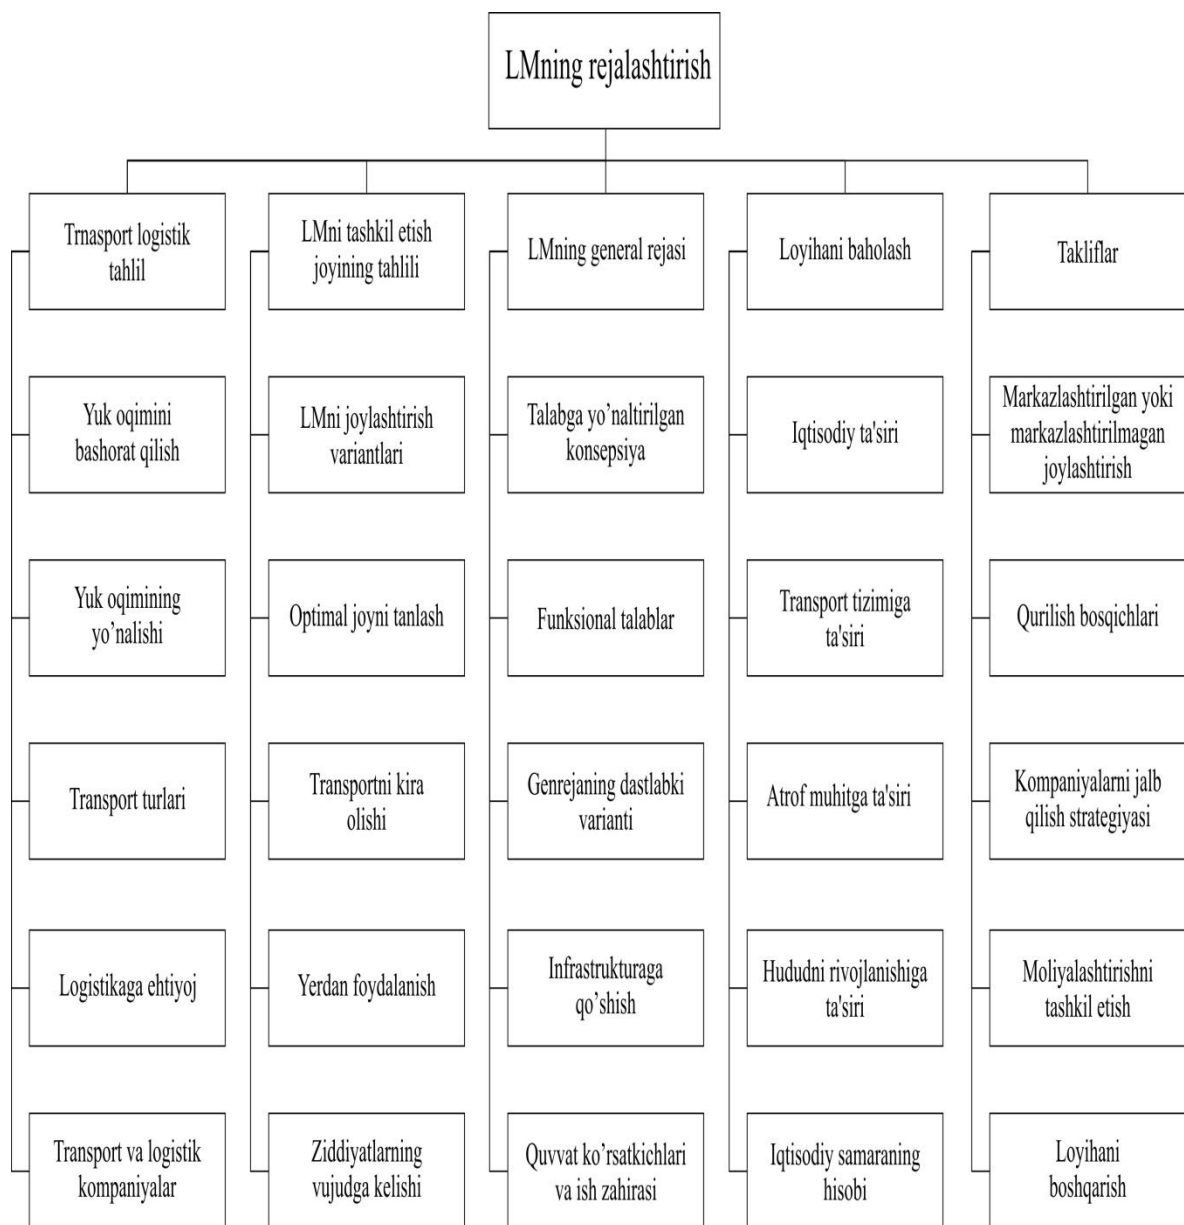 LMning rejalashtirish
Trnasport logistik
tahlil
LMni tashkil etish
joyining tahlili
LMning general rejasi
Loyihani baholash
Takliflar
Yuk oqimini
bashorat qilish
LMni joylashtirish
variantlari
Talabga yo’naltirilgan
konsepsiya
Iqtisodiy ta'siri
Markazlashtirilgan yoki
markazlashtirilmagan
joylashtirish
Yuk oqimining
yo’nalishi
Optimal joyni tanlash
Funksional talablar
Transport tizimiga
ta'siri
Qurilish bosqichlari
Transport turlari
Transportni kira
olishi
Genrejaning dastlabki
varianti
Atrof muhitga ta'siri
Kompaniyalarni jalb
qilish strategiyasi
Logistikaga ehtiyoj
Yerdan foydalanish
Infrastrukturaga
qo’shish
Hududni rivojlanishiga
ta'siri
Moliyalashtirishni
tashkil etish
Transport va logistik
kompaniyalar
Ziddiyatlarning
vujudga kelishi
Quvvat ko’rsatkichlari
va ish zahirasi
Iqtisodiy samaraning
hisobi
Loyihani
boshqarish